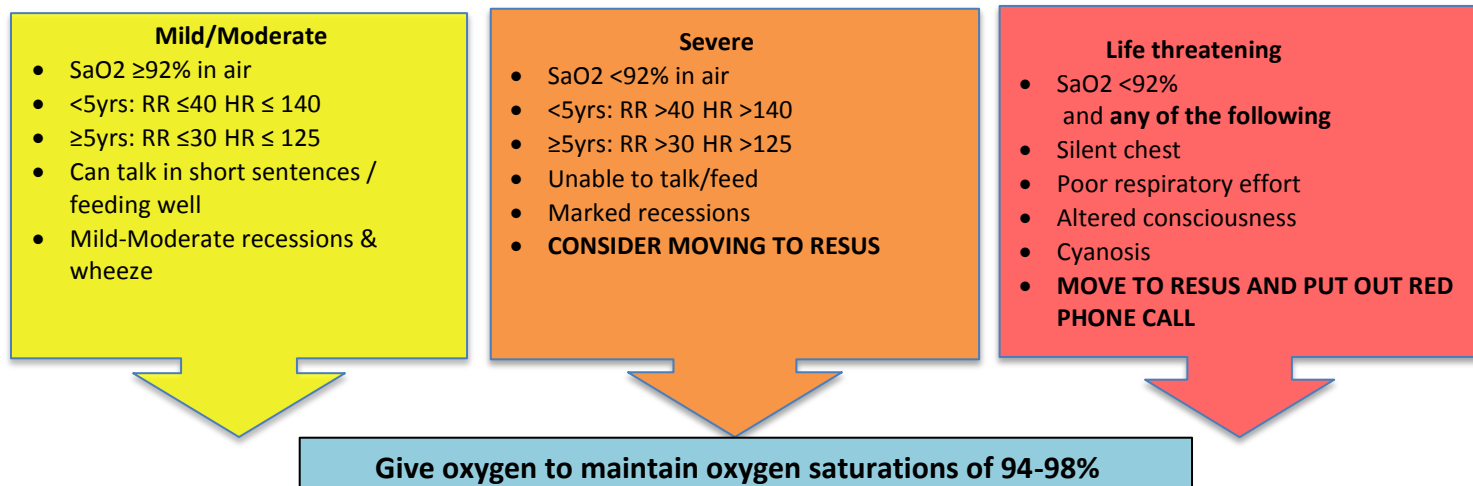 Mild/Moderate
• SaO2 ≥92% in air
• <5yrs: RR ≤40 HR ≤ 140
• ≥5yrs: RR ≤30 HR ≤ 125
• Can talk in short sentences /
feeding well
• Mild-Moderate recessions &
wheeze
Severe
• SaO2 <92% in air
• <5yrs: RR >40 HR >140
• ≥5yrs: RR >30 HR >125
• Unable to talk/feed
• Marked recessions
• CONSIDER MOVING TO RESUS
Life threatening
• SaO2 <92%
and any of the following
• Silent chest
• Poor respiratory effort
• Altered consciousness
• Cyanosis
• MOVE TO RESUS AND PUT OUT RED
PHONE CALL
Give oxygen to maintain oxygen saturations of 94-98%